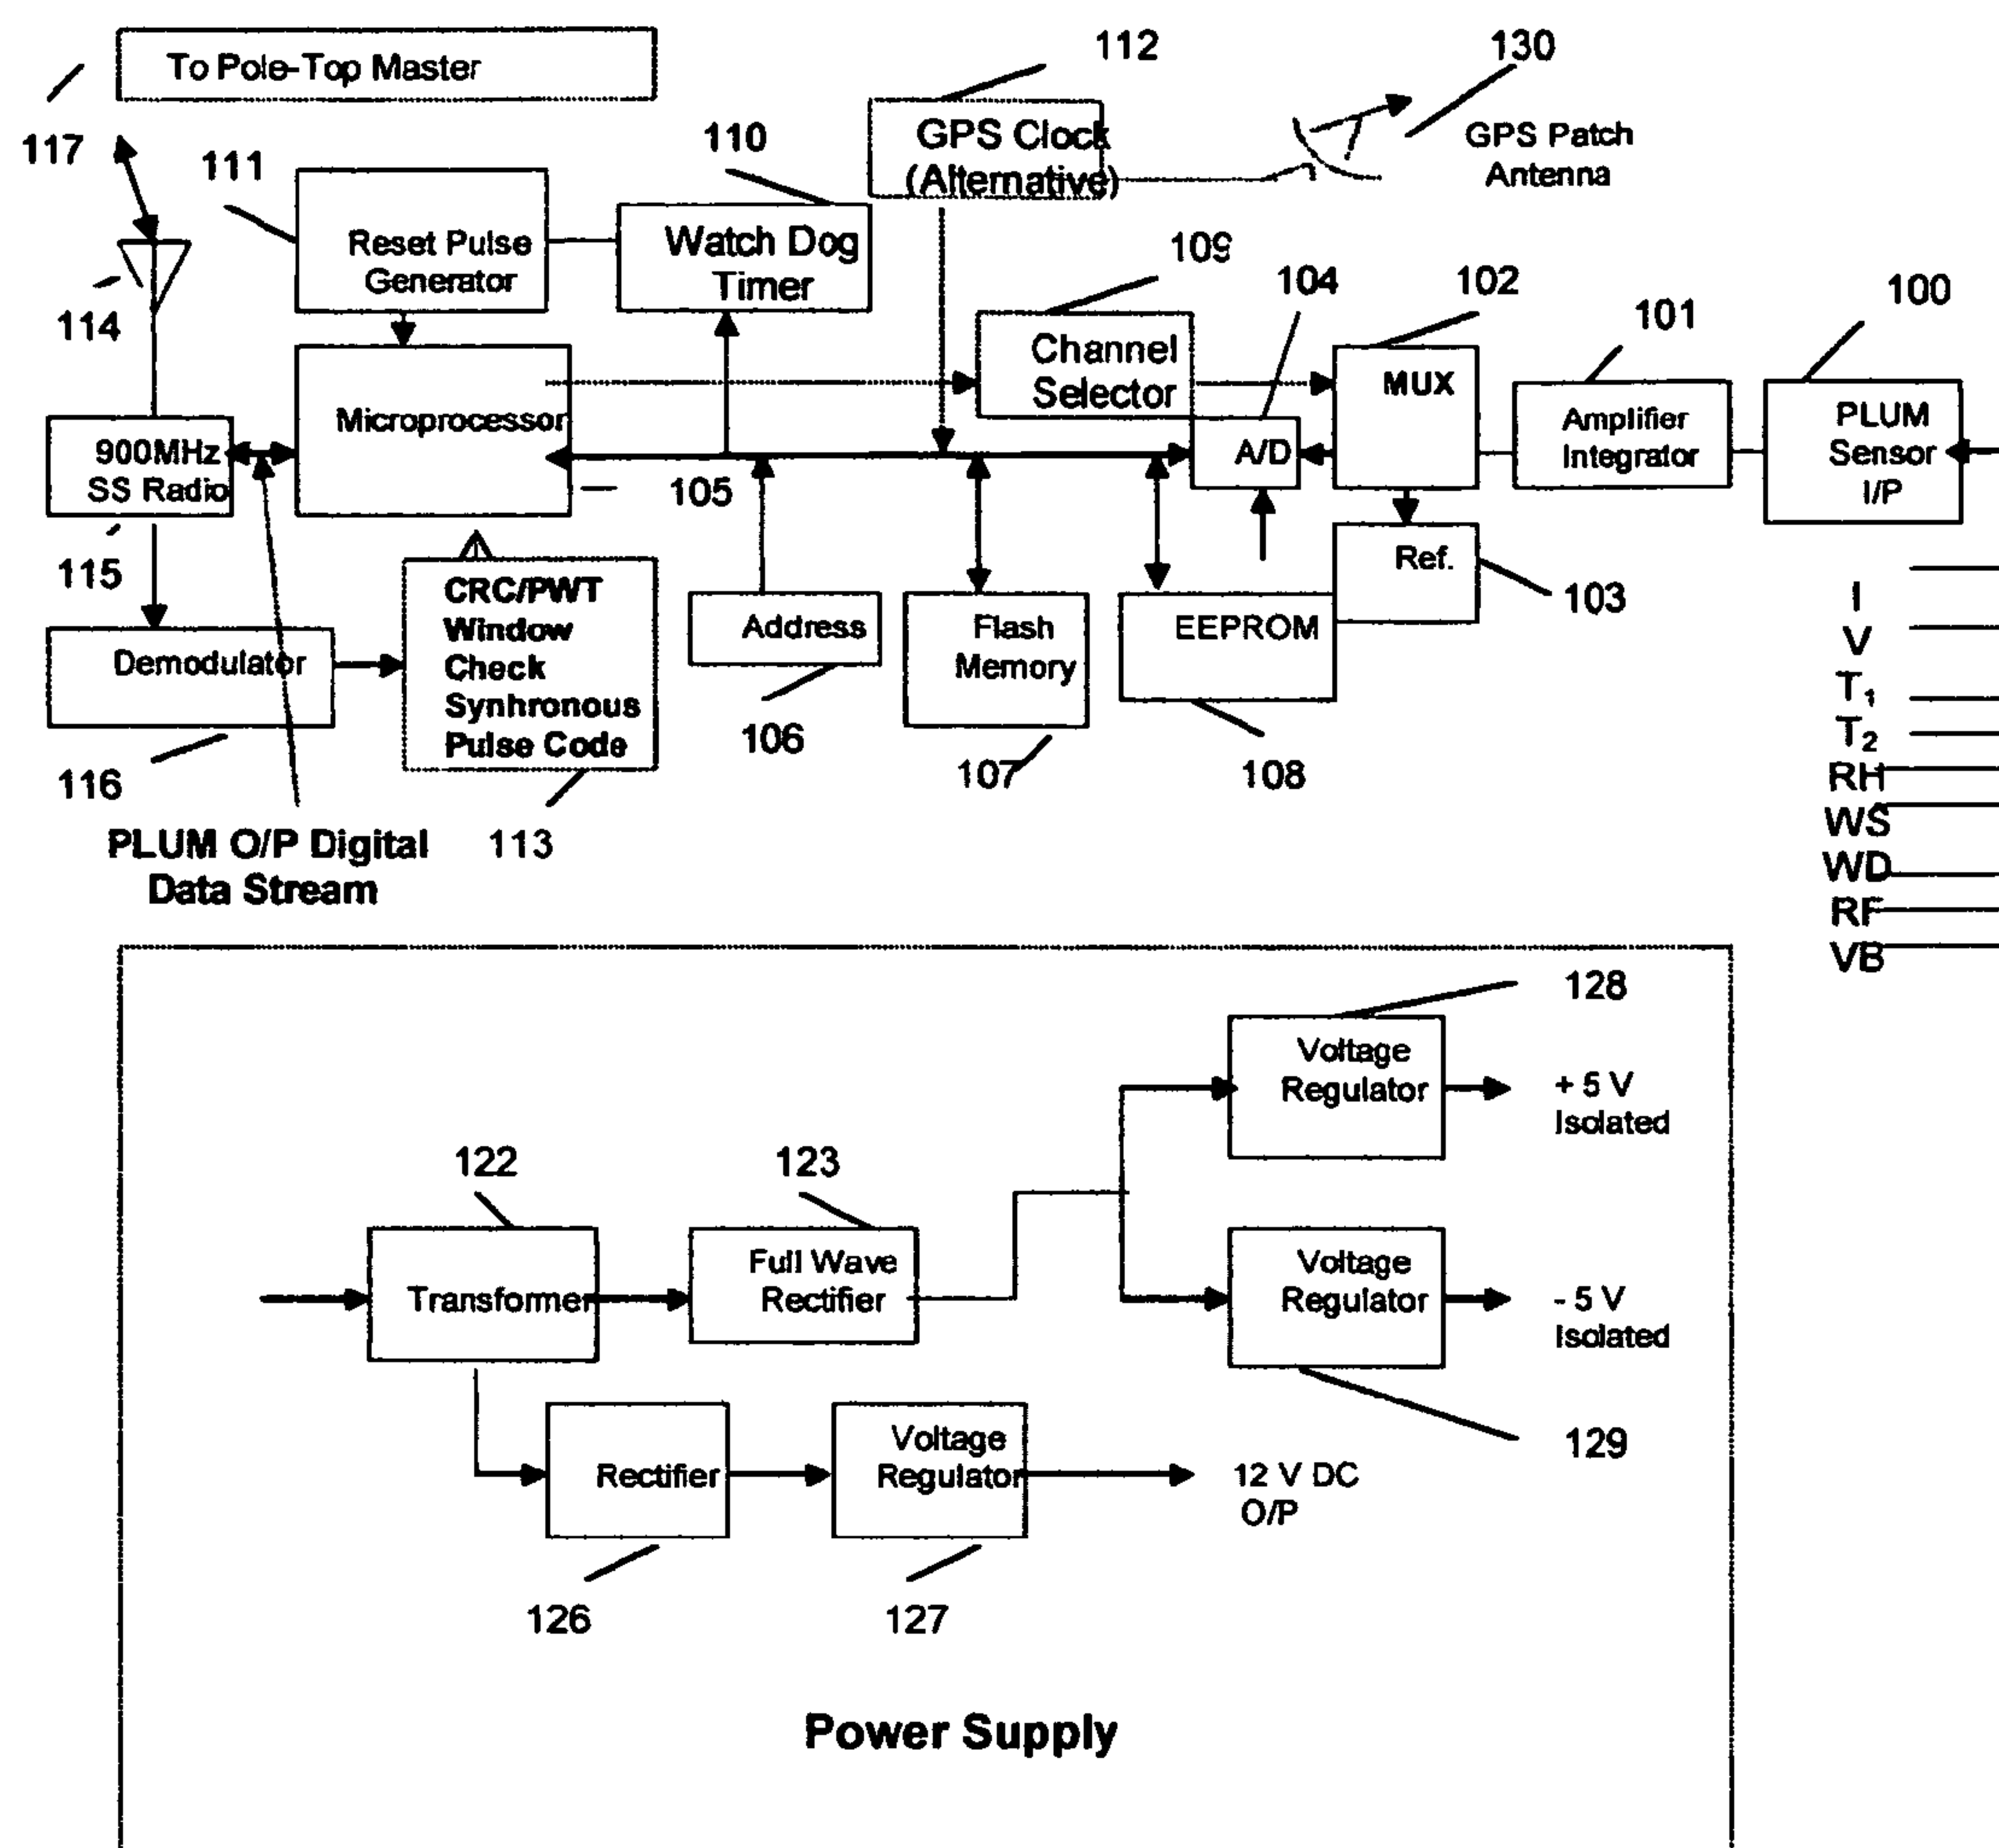 To Pole-Top Master
117
112
130
GPS Clock
(Alternative)
GPS Patch
Antenna
111
110
Reset Pulse
Generator
Watch Dog
Timer
109
104
102
101
100
114
Channel
Selector
MUX
Amplifier
Integrator
PLUM
Sensor
I/P
Microprocessor
900MHz
SS Radio
105
A/D
115
Ref.
103
CRC/PWT
Window
Check
Synhronous
Pulse Code
Address
Flash
Memory
EEPROM
Demodulator
116
106
107
108
113
PLUM O/P Digital
Data Stream
I
V
T₁
T₂
RH
WS
WD
RF
VB
128
Voltage
Regulator
+ 5 V
Isolated
122
123
Transformer
Full Wave
Rectifier
Voltage
Regulator
- 5 V
Isolated
129
Rectifier
Voltage
Regulator
12 V DC
O/P
126
127
Power Supply